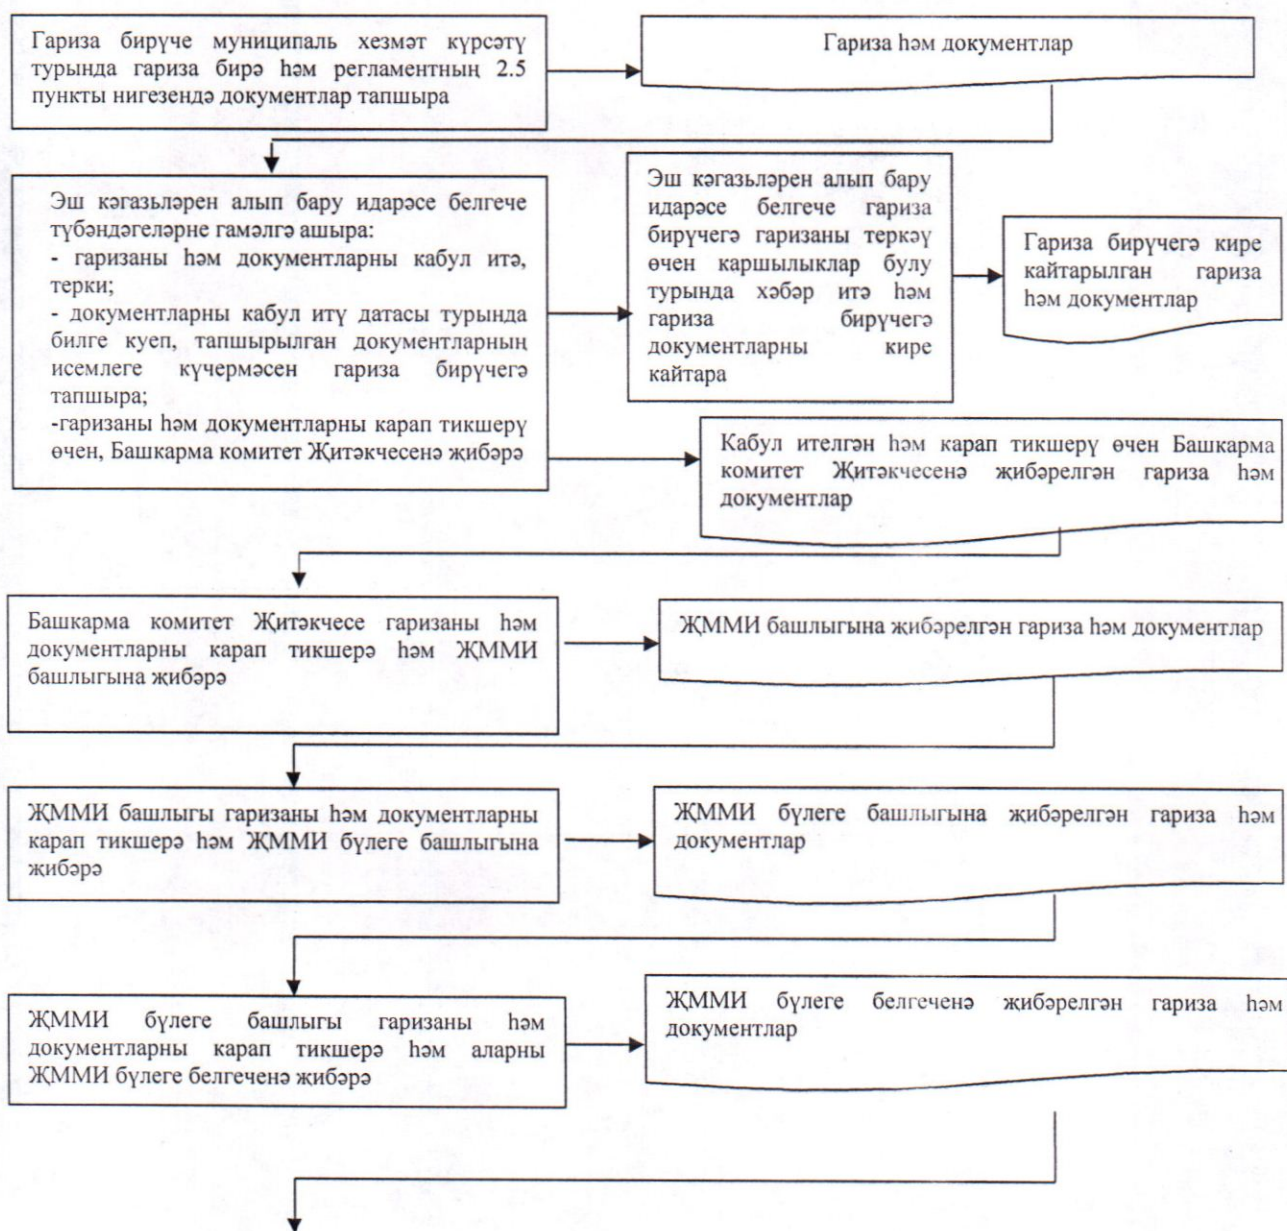 Гариза бирүче муниципаль хезмәт күрсәтү
турында гариза бирә һәм регламентның 2.5
пункты нигезендә документлар тапшыра
Гариза һәм документлар
Эш кәгазьләрен алып бару идарәсе белгече
түбәндәгеләрне гамәлгә ашыра:
- гаризаны һәм документларны кабул итә,
терки;
- документларны кабул итү датасы турында
билге куеп, тапшырылган документларның
исемлеге күчермәсен гариза бирүчегә
тапшыра;
-гаризаны һәм документларны карап тикшерү
өчен, Башкарма комитет Җитәкчесенә җибәрә
Эш кәгазьләрен алып бару
идарәсе белгече гариза
бирүчегә гаризаны теркәү
өчен каршылыклар булу
турында хәбәр итә һәм
гариза бирүчегә
документларны кире
кайтара
Гариза бирүчегә кире
кайтарылган гариза
һәм документлар
Кабул ителгән һәм карап тикшерү өчен Башкарма
комитет Җитәкчесенә җибәрелгән гариза һәм
документлар
Башкарма комитет Җитәкчесе гаризаны һәм
документларны карап тикшерә һәм ҖММИ
башлыгына җибәрә
ҖММИ башлыгына җибәрелгән гариза һәм документлар
ҖММИ башлыгы гаризаны һәм документларны
карап тикшерә һәм ҖММИ бүлеге башлыгына
җибәрә
ҖММИ бүлеге башлыгына җибәрелгән гариза һәм
документлар
ҖММИ бүлеге башлыгы гаризаны һәм
документларны карап тикшерә һәм аларны
ҖММИ бүлеге белгеченә җибәрә
ҖММИ бүлеге белгеченә җибәрелгән гариза һәм
документлар